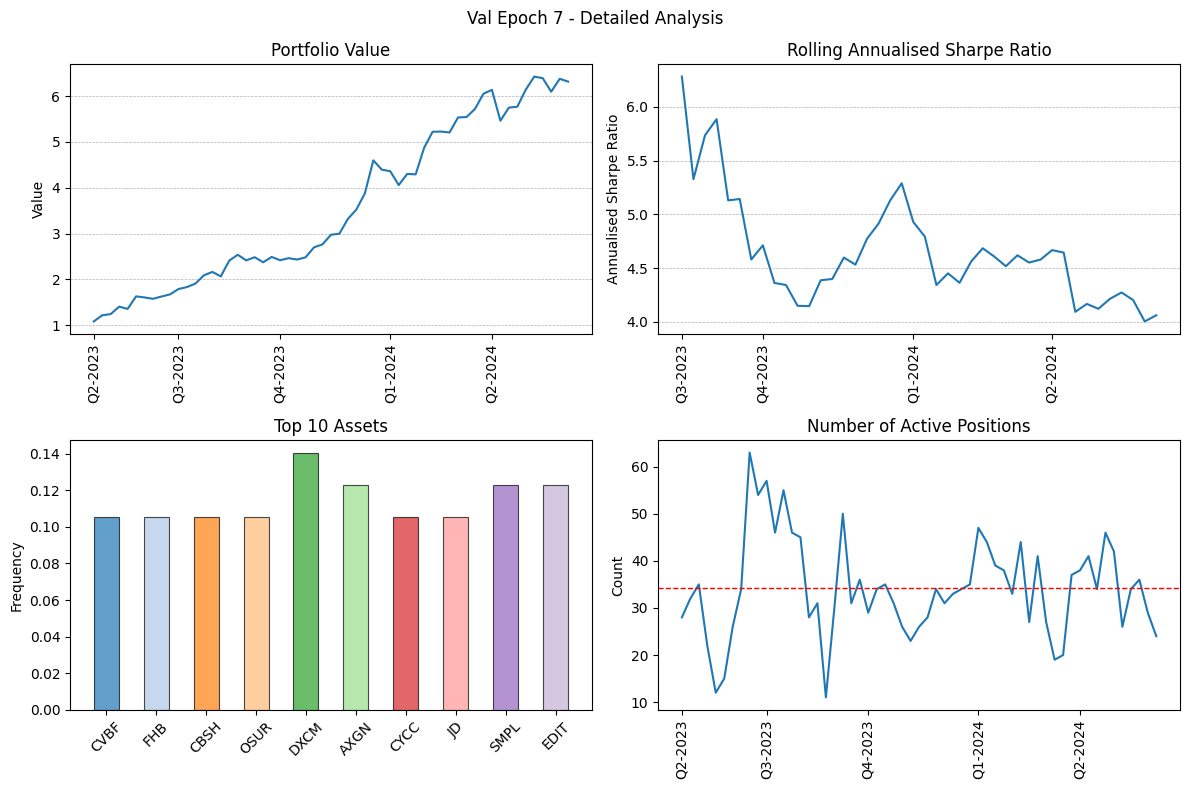 Val Epoch 7 - Detailed Analysis
Portfolio Value
Value
6
5
4
3
2
1
Q2-2023
Q3-2023
Q4-2023
Q1-2024
Q2-2024
Rolling Annualised Sharpe Ratio
Annualised Sharpe Ratio
6.0
5.5
5.0
4.5
4.0
Q3-2023
Q4-2023
Q1-2024
Q2-2024
Top 10 Assets
Frequency
0.14
0.12
0.10
0.08
0.06
0.04
0.02
0.00
CVBF
FHB
CBSH
OSUR
DXCM
AXGN
CYCC
JD
SMPL
EDIT
Number of Active Positions
Count
60
50
40
30
20
10
Q2-2023
Q3-2023
Q4-2023
Q1-2024
Q2-2024